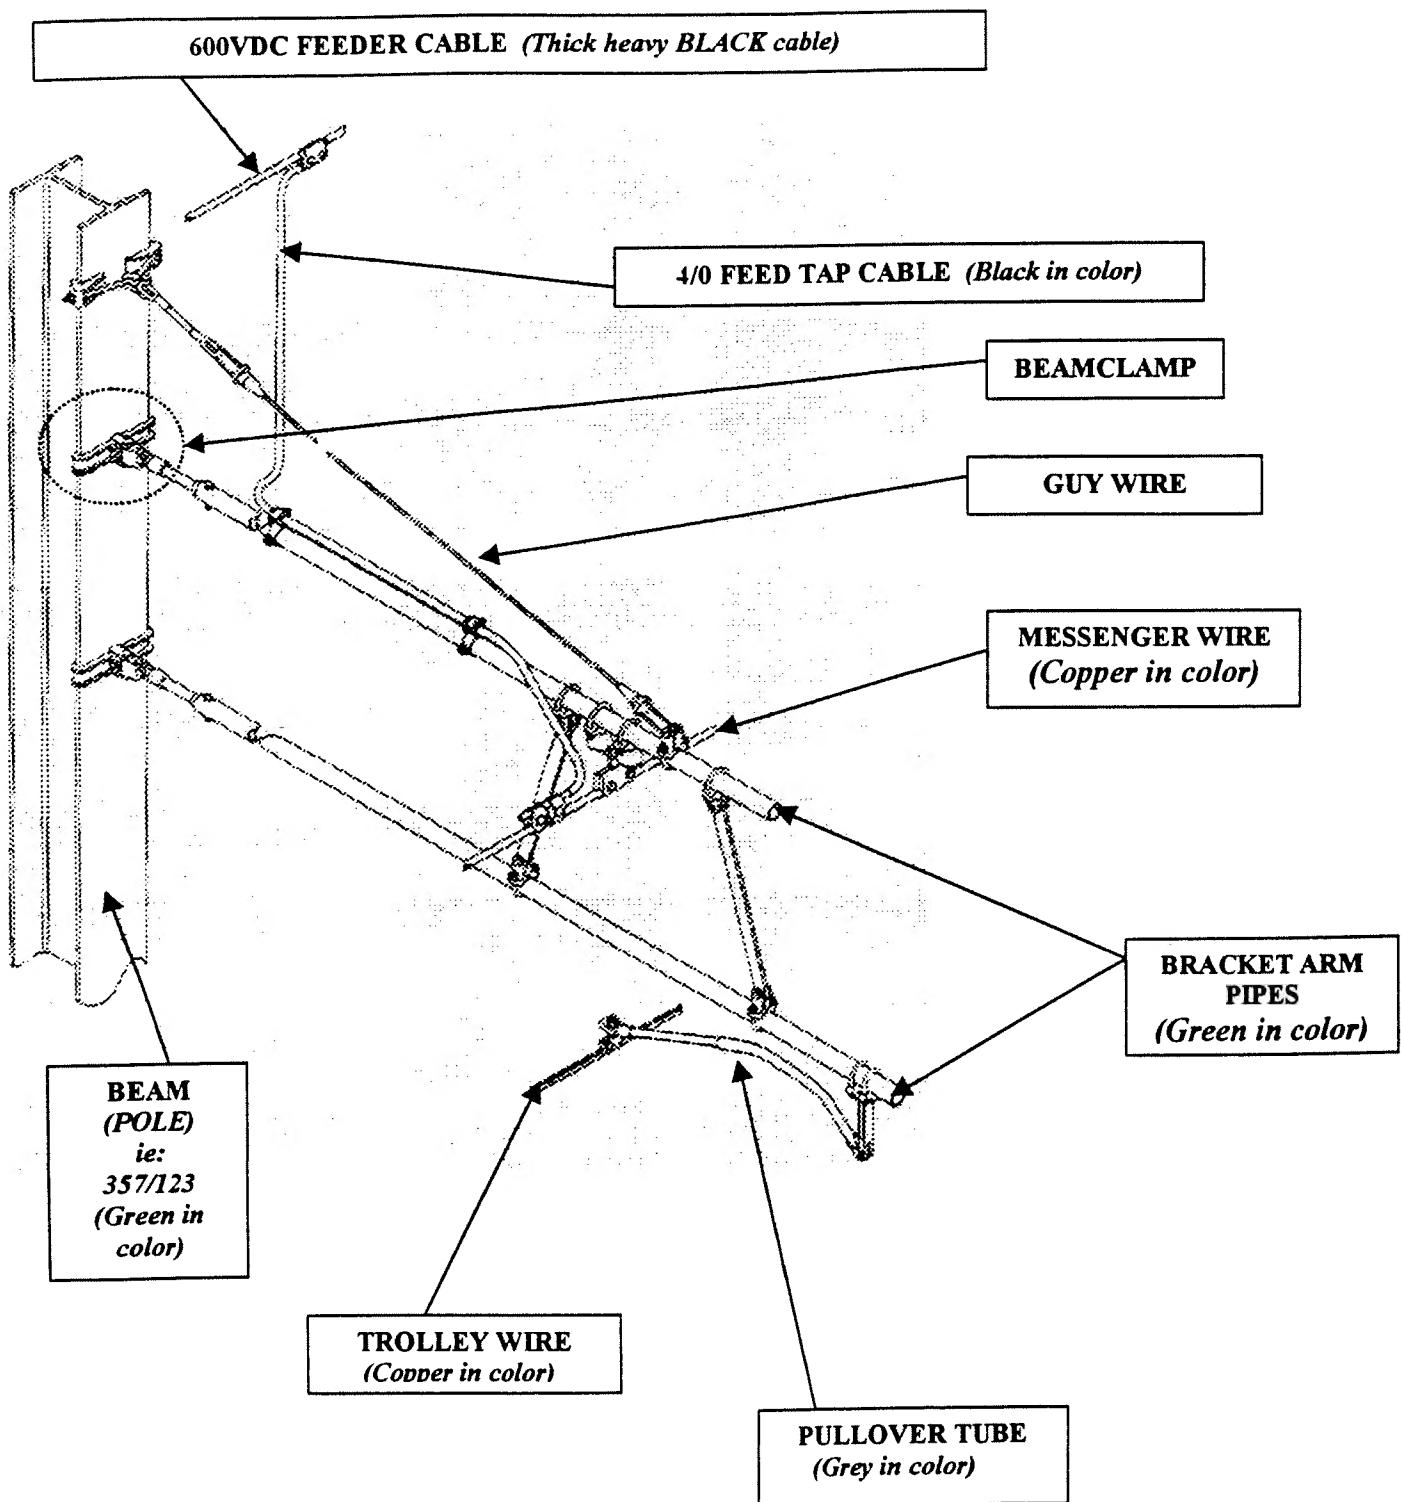 600VDC FEEDER CABLE (Thick heavy BLACK cable)
4/0 FEED TAP CABLE (Black in color)
BEAMCLAMP
GUY WIRE
MESSENGER WIRE
(Copper in color)
BRACKET ARM
PIPES
(Green in color)
BEAM
(POLE)
ie:
357/123
(Green in
color)
TROLLEY WIRE
(Copper in color)
PULLOVER TUBE
(Grey in color)